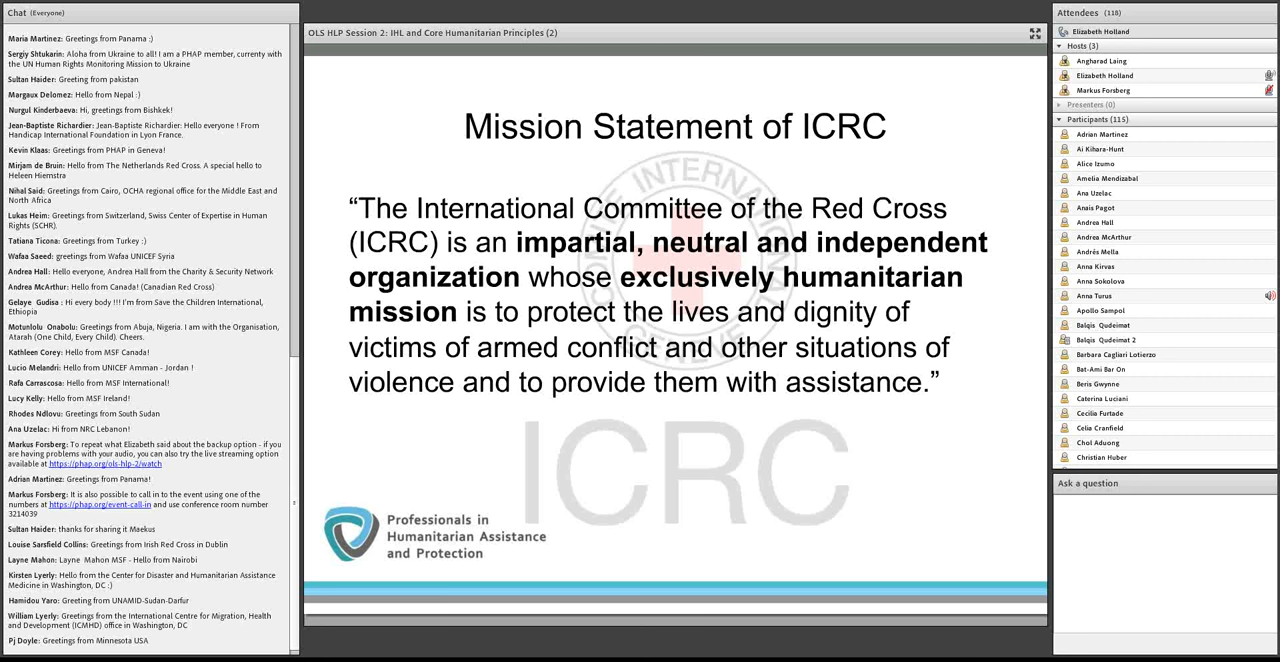 Chat (Everyone)
Maria Martinez: Greetings from Panama :)
Sergiy Shtukarin: Aloha from Ukraine to all! I am a PHAP member, currenty with
the UN Human Rights Monitoring Mission to Ukraine
Sultan Haider: Greeting from pakistan
Margaux Delomez: Hello from Nepal :)
Nurgul Kinderbaeva: Hi, greetings from Bishkek!
Jean-Baptiste Richardier: Jean-Baptiste Richardier: Hello everyone ! From
Handicap International Foundation in Lyon France.
Kevin Klaas: Greetings from PHAP in Geneva!
Mirjam de Bruin: Hello from The Netherlands Red Cross. A special hello to
Heleen Hiemstra
Nihal Said: Greetings from Cairo, OCHA regional office for the Middle East and
North Africa
Lukas Heim: Greetings from Switzerland, Swiss Center of Expertise in Human
Rights (SCHR).
Tatiana Ticona: Greetings from Turkey :)
Wafaa Saeed: greetings from Wafaa UNICEF Syria
Andrea Hall: Hello everyone, Andrea Hall from the Charity & Security Network
Andrea McArthur: Hello from Canada! (Canadian Red Cross)
Gelaye Gudisa : Hi every body !!! I'm from Save the Children International,
Ethiopia
Motunlolu Onabolu: Greetings from Abuja, Nigeria. I am with the Organisation,
Atarah (One Child, Every Child). Cheers.
Kathleen Corey: Hello from MSF Canada!
Lucio Melandri: Hello from UNICEF Amman - Jordan !
Rafa Carrascosa: Hello from MSF International!
Lucy Kelly: Hello from MSF Ireland!
Rhodes Ndlovu: Greetings from South Sudan
Ana Uzelac: Hi from NRC Lebanon!
Markus Forsberg: To repeat what Elizabeth said about the backup option - if you
are having problems with your audio, you can also try the live streaming option
available at https://phap.org/ols-hlp-2/watch
Adrian Martinez: Greetings from Panama!
Markus Forsberg: It is also possible to call in to the event using one of the
numbers at https://phap.org/event-call-in and use conference room number
3214039
Sultan Haider: thanks for sharing it Maekus
Louise Sarsfield Collins: Greetings from Irish Red Cross in Dublin
Layne Mahon: Layne Mahon MSF - Hello from Nairobi
Kirsten Lyerly: Hello from the Center for Disaster and Humanitarian Assistance
Medicine in Washington, DC :)
Hamidou Yaro: Greeting from UNAMID-Sudan-Darfur
William Lyerly: Greetings from the International Centre for Migration, Health
and Development (ICMHD) office in Washington, DC
Pj Doyle: Greetings from Minnesota USA
OLS HLP Session 2: IHL and Core Humanitarian Principles (2)
Mission Statement of ICRC
“The International Committee of the Red Cross
(ICRC) is an impartial, neutral and independent
organization whose exclusively humanitarian
mission is to protect the lives and dignity of
victims of armed conflict and other situations of
violence and to provide them with assistance.”
COMITE INTERNATIONAL
GENEVE
ICRC
Professionals in
Humanitarian Assistance
and Protection
Attendees (118)
Elizabeth Holland
Hosts (3)
Angharad Laing
Elizabeth Holland
Markus Forsberg
Presenters (0)
Participants (115)
Adrian Martinez
Ai Kihara-Hunt
Alice Izumo
Amelia Mendizabal
Ana Uzelac
Anais Pagot
Andrea Hall
Andrea McArthur
Andrés Mella
Anna Kirvas
Anna Sokolova
Anna Turus
Apollo Sampol
Balqis Qudeimat
Balqis Qudeimat 2
Barbara Cagliari Lotierzo
Bat-Ami Bar On
Beris Gwynne
Caterina Luciani
Cecilia Furtade
Celia Cranfield
Chol Aduong
Christian Huber
Ask a question